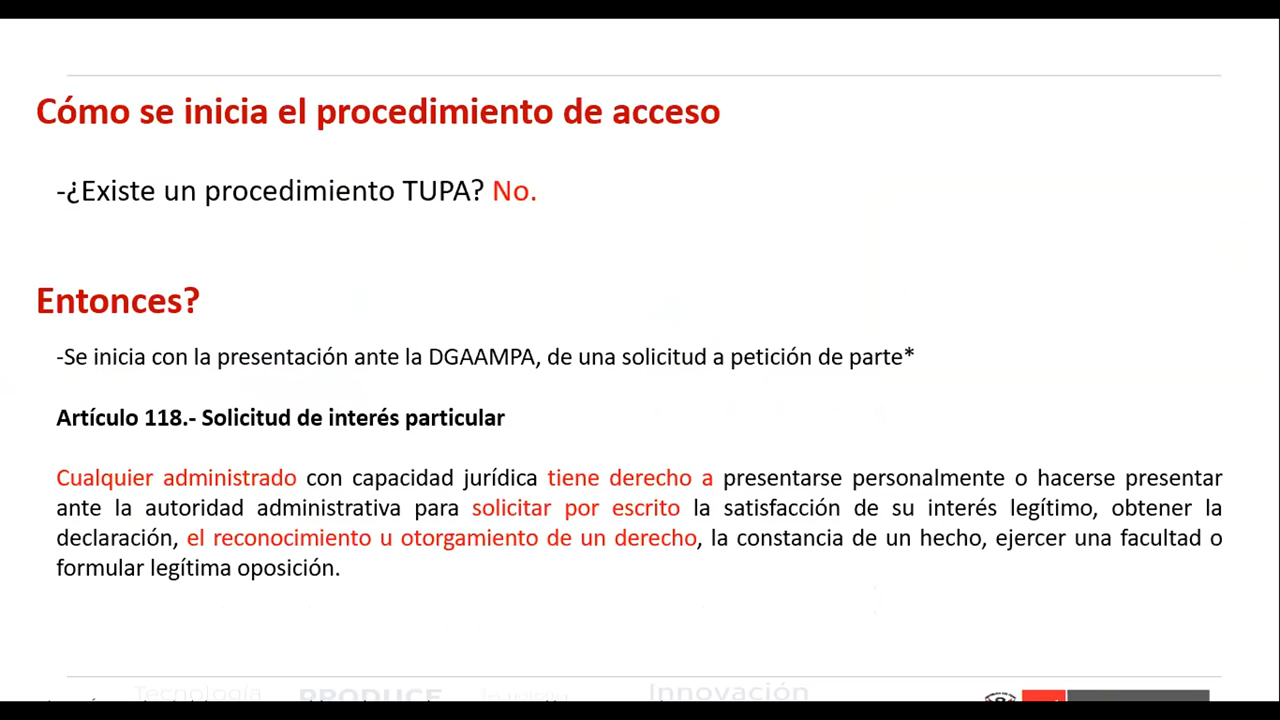 Cómo se inicia el procedimiento de acceso
-¿Existe un procedimiento TUPA? No.
Entonces?
-Se inicia con la presentación ante la DGAAMPA, de una solicitud a petición de parte*
Artículo 118.- Solicitud de interés particular
Cualquier administrado con capacidad jurídica tiene derecho a presentarse personalmente o hacerse presentar
ante la autoridad administrativa para solicitar por escrito la satisfacción de su interés legítimo, obtener la
declaración, el reconocimiento u otorgamiento de un derecho, la constancia de un hecho, ejercer una facultad o
formular legítima oposición.
Tecnología PRODUCE Innovación